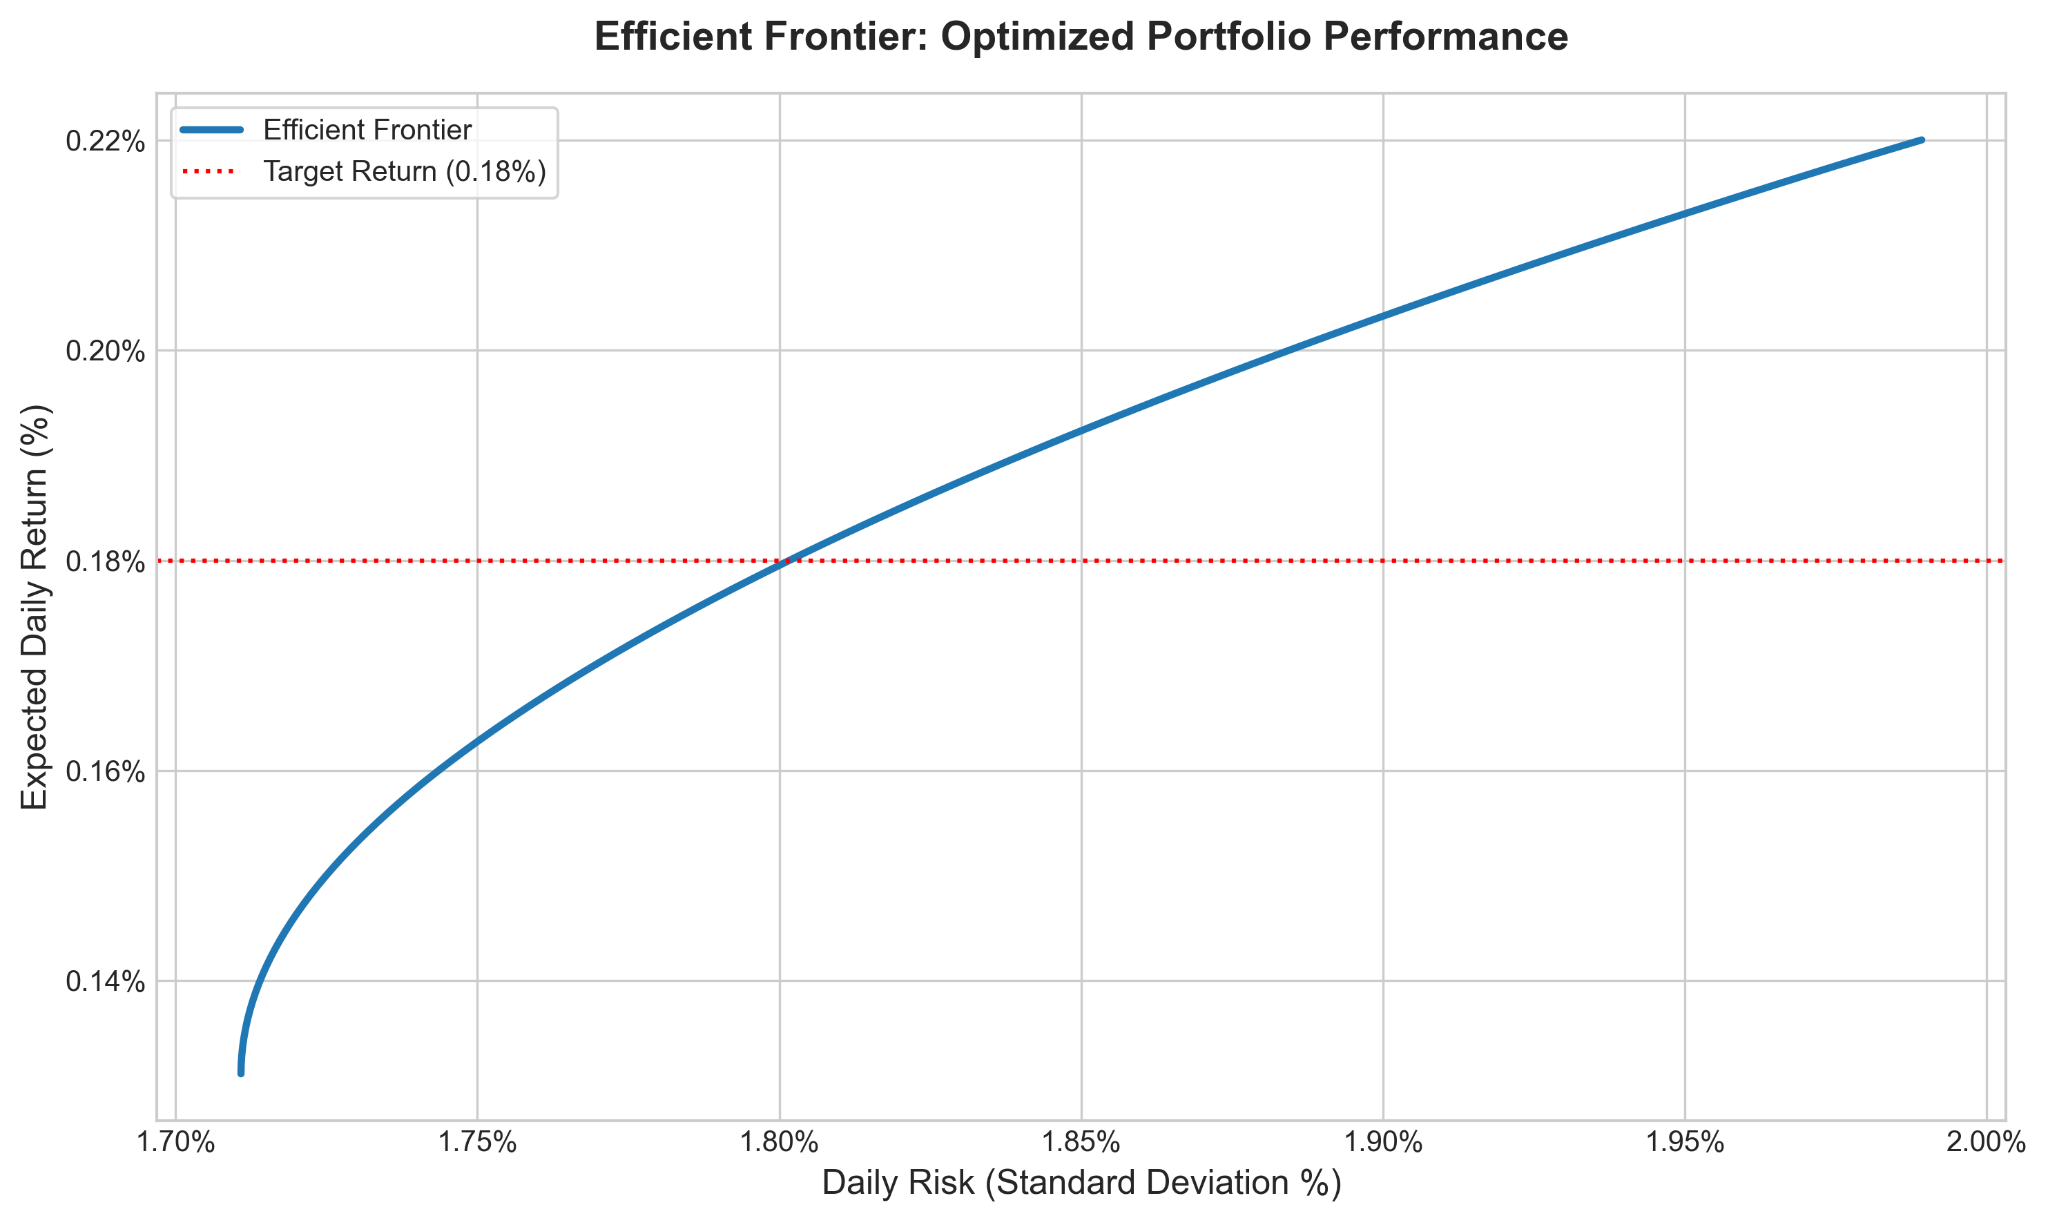 Efficient Frontier: Optimized Portfolio Performance
Efficient Frontier
Target Return (0.18%)
0.22%
0.20%
0.18%
0.16%
0.14%
Expected Daily Return (%)
1.70% 1.75% 1.80% 1.85% 1.90% 1.95% 2.00%
Daily Risk (Standard Deviation %)